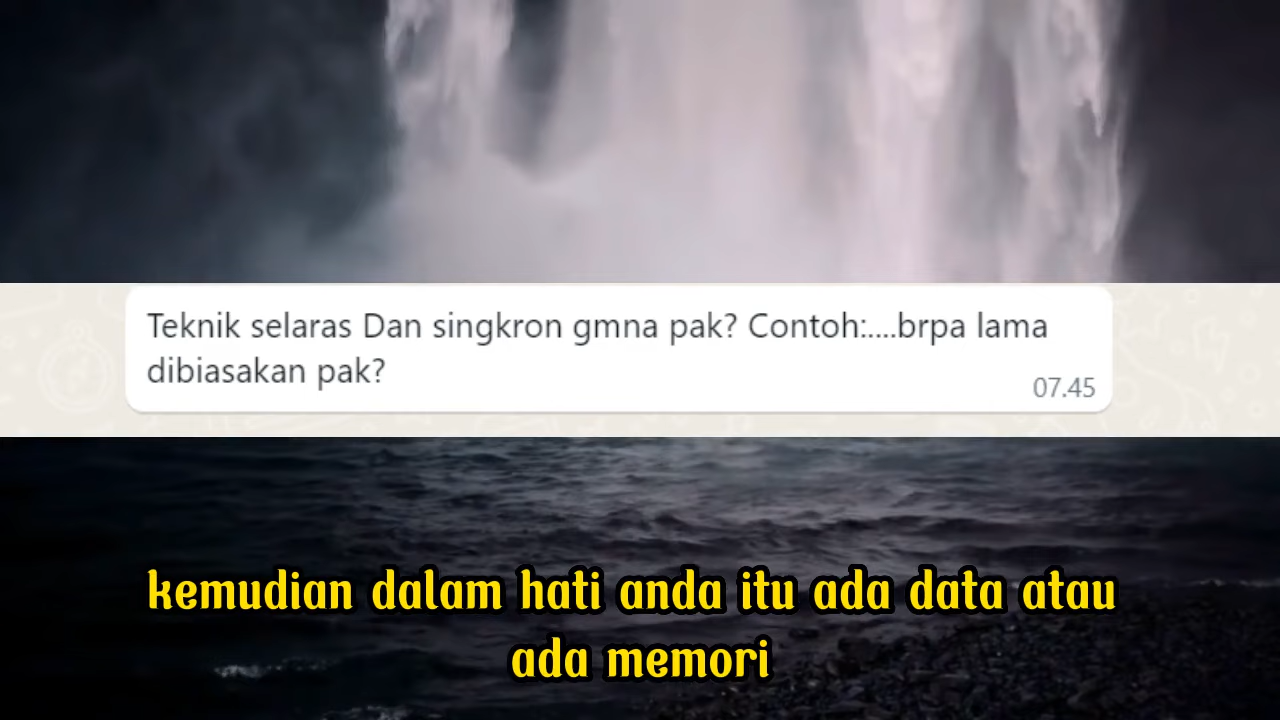 Teknik selaras Dan singkron gmna pak? Contoh:....brpa lama
dibiasakan pak?
07.45
kemudian dalam hati anda itu ada data atau
ada memori